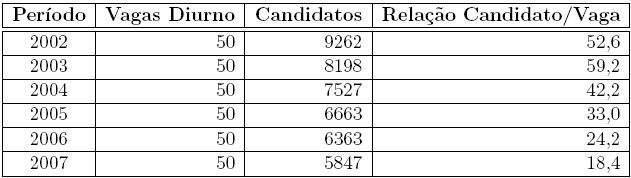 Período Vagas Diurno Candidatos Relação Candidato/Vaga
2002 50 9262 52,6
2003 50 8198 59,2
2004 50 7527 42,2
2005 50 6663 33,0
2006 50 6363 24,2
2007 50 5847 18,4